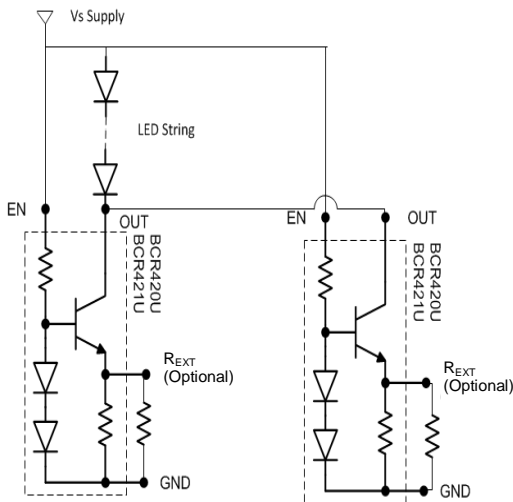 Vs Supply
LED String
EN
OUT
BCR420U
BCR421U
REXT
(Optional)
GND
EN
OUT
BCR420U
BCR421U
REXT
(Optional)
GND